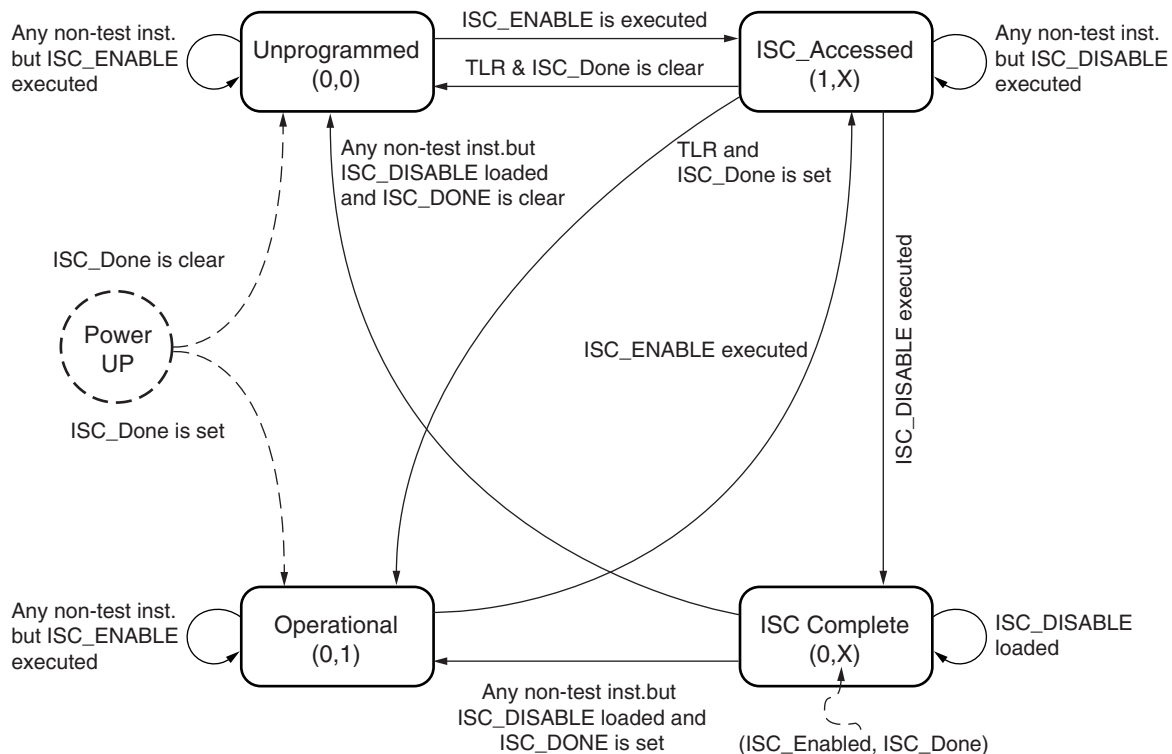 ISC_ENABLE is executed
Any non-test inst.
but ISC_ENABLE
executed
Unprogrammed
(0,0)
ISC_Accessed
(1,X)
Any non-test inst.
but ISC_DISABLE
executed
TLR & ISC_Done is clear
Any non-test inst.but
ISC_DISABLE loaded
and ISC_DONE is clear
TLR and
ISC_Done is set
ISC_Done is clear
Power
UP
ISC_ENABLE executed
ISC_DISABLE executed
ISC_Done is set
Any non-test inst.
but ISC_ENABLE
executed
Operational
(0,1)
ISC Complete
(0,X)
ISC_DISABLE
loaded
Any non-test inst.but
ISC_DISABLE loaded and
ISC_DONE is set
(ISC_Enabled, ISC_Done)